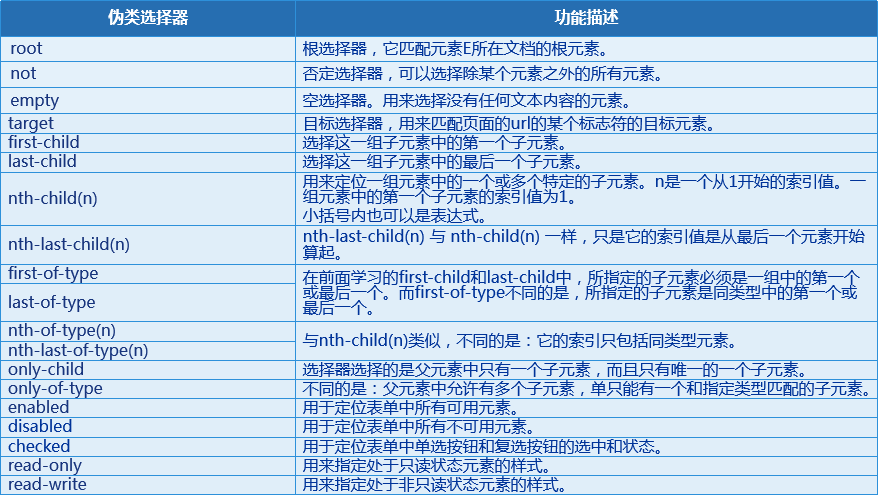 伪类选择器 功能描述
root 根选择器，它匹配元素E所在文档的根元素。
not 否定选择器，可以选择除某个元素之外的所有元素。
empty 空选择器。用来选择没有任何文本内容的元素。
target 目标选择器，用来匹配页面的url的某个标志符的目标元素。
first-child 选择这一组子元素中的第一个子元素。
last-child 选择这一组子元素中的最后一个子元素。
nth-child(n) 用来定位一组元素中的一个或多个特定的子元素。n是一个从1开始的索引值。一
组元素中的第一个子元素的索引值为1。
小括号内也可以是表达式。
nth-last-child(n) nth-last-child(n) 与 nth-child(n) 一样，只是它的索引值是从最后一个元素开始
算起。
first-of-type
last-of-type
在前面学习的first-child和last-child中，所指定的子元素必须是一组中的第一个
或最后一个。而first-of-type不同的是，所指定的子元素是同类型中的第一个或
最后一个。
nth-of-type(n)
nth-last-of-type(n)
与nth-child(n)类似，不同的是：它的索引只包括同类型元素。
only-child 选择器选择的是父元素中只有一个子元素，而且只有唯一的一个子元素。
only-of-type 不同的是：父元素中允许有多个子元素，单只能有一个和指定类型匹配的子元素。
enabled 用于定位表单中所有可用元素。
disabled 用于定位表单中所有不可用元素。
checked 用于定位表单中单选按钮和复选按钮的选中和状态。
read-only 用来指定处于只读状态元素的样式。
read-write 用来指定处于非只读状态元素的样式。